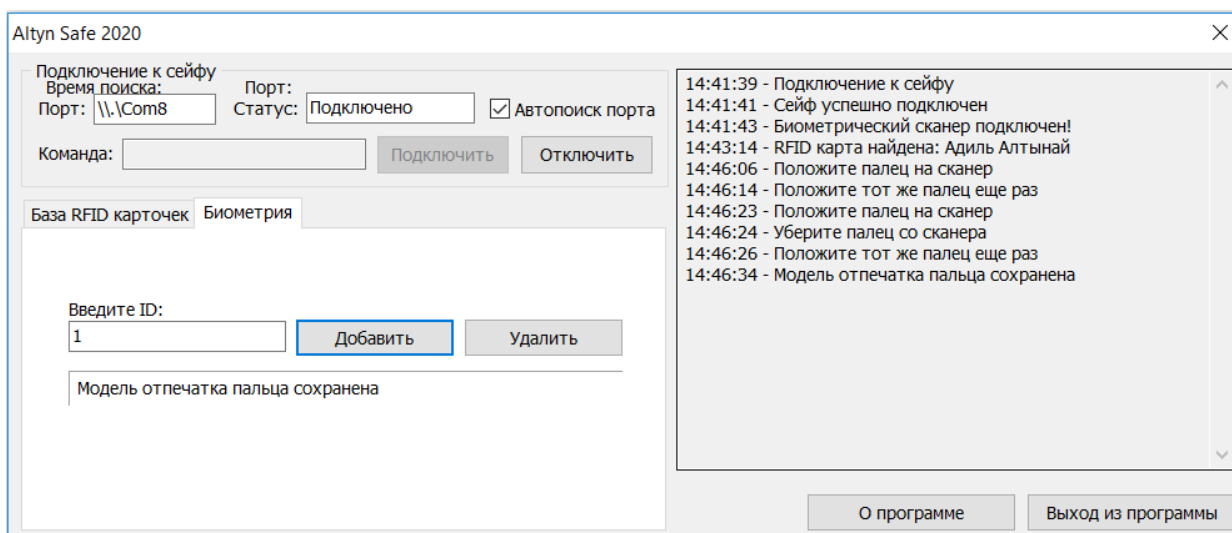 Altyn Safe 2020
Подключение к сейфу
Время поиска: Порт:
Порт: \\.\Com8 Статус: Подключено Автопоиск порта
Команда: Подключить Отключить
База RFID карточек Биометрия
Введите ID:
1 Добавить Удалить
Модель отпечатка пальца сохранена
14:41:39 - Подключение к сейфу
14:41:41 - Сейф успешно подключен
14:41:43 - Биометрический сканер подключен!
14:43:14 - RFID карта найдена: Адиль Алтынай
14:46:06 - Положите палец на сканер
14:46:14 - Положите тот же палец еще раз
14:46:23 - Положите палец на сканер
14:46:24 - Уберите палец со сканера
14:46:26 - Положите тот же палец еще раз
14:46:34 - Модель отпечатка пальца сохранена
О программе Выход из программы